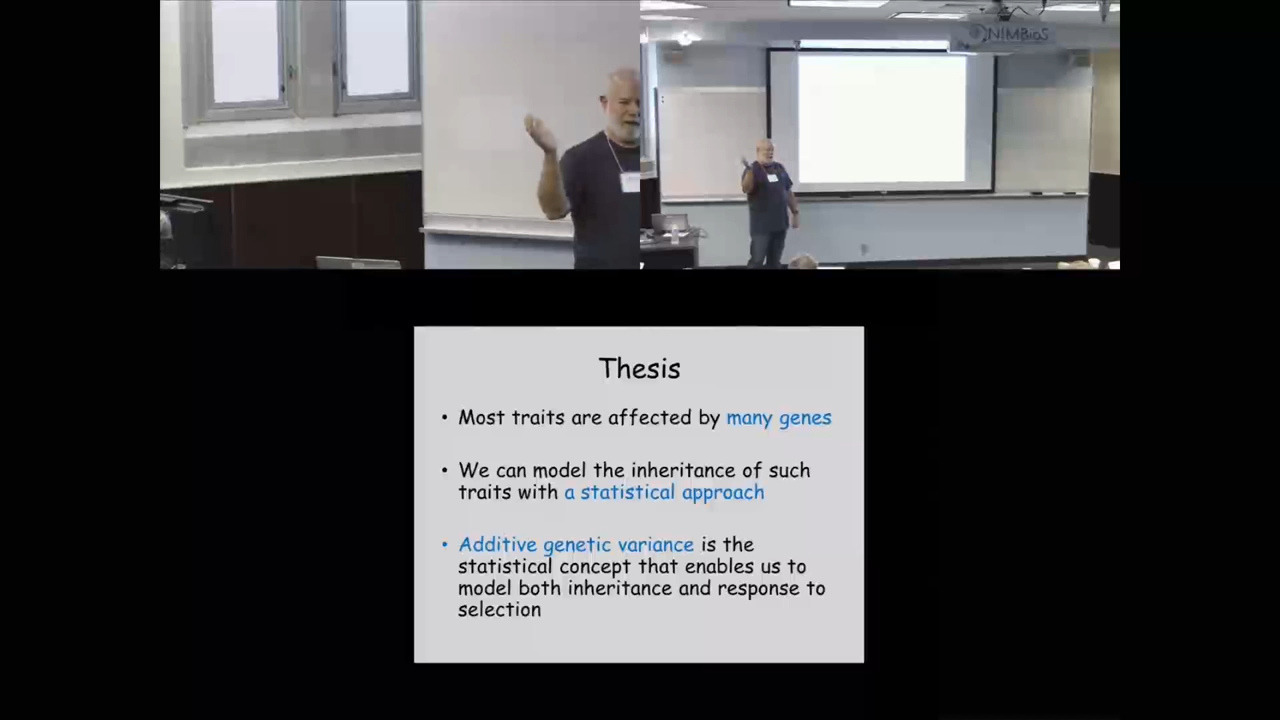 NIMBioS
Thesis
• Most traits are affected by many genes
• We can model the inheritance of such
traits with a statistical approach
• Additive genetic variance is the
statistical concept that enables us to
model both inheritance and response to
selection